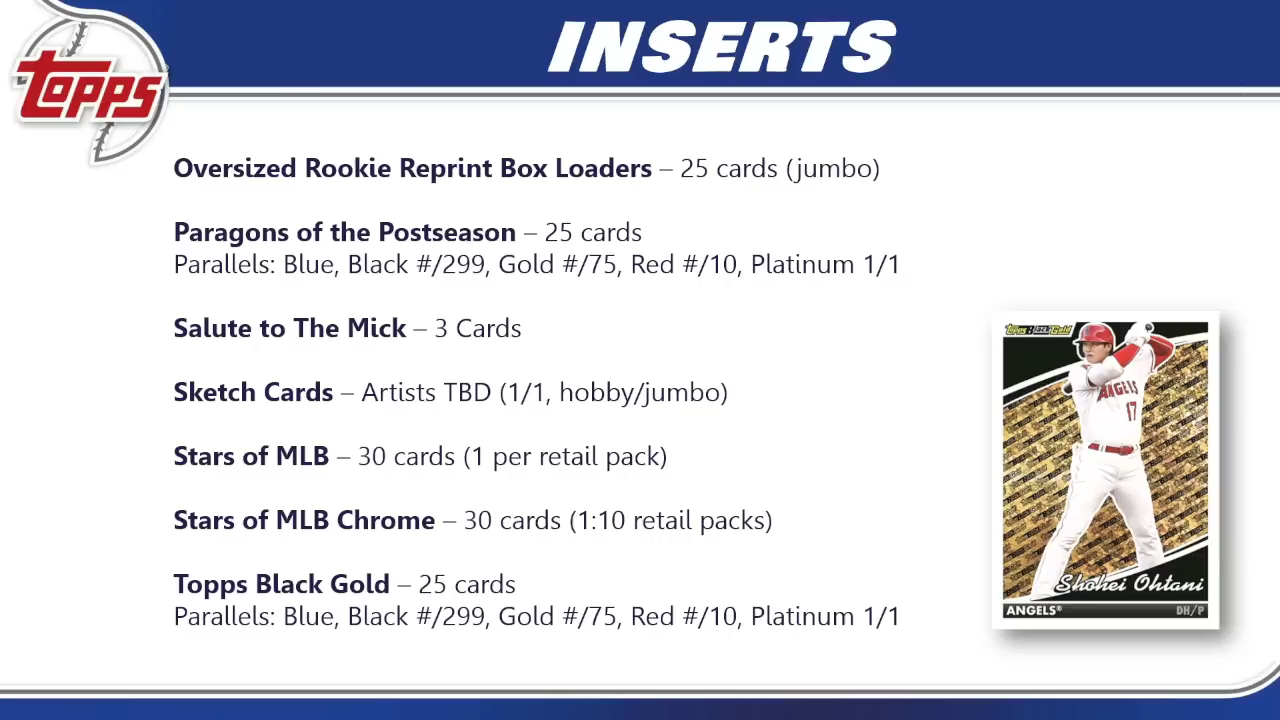 topps
INSERTS
Oversized Rookie Reprint Box Loaders – 25 cards (jumbo)
Paragons of the Postseason – 25 cards
Parallels: Blue, Black #/299, Gold #/75, Red #/10, Platinum 1/1
Salute to The Mick – 3 Cards
Sketch Cards – Artists TBD (1/1, hobby/jumbo)
Stars of MLB – 30 cards (1 per retail pack)
Stars of MLB Chrome – 30 cards (1:10 retail packs)
Topps Black Gold – 25 cards
Parallels: Blue, Black #/299, Gold #/75, Red #/10, Platinum 1/1
Topps Black Gold
ANGELS
17
Shohei Ohtani
ANGELS® DH/P